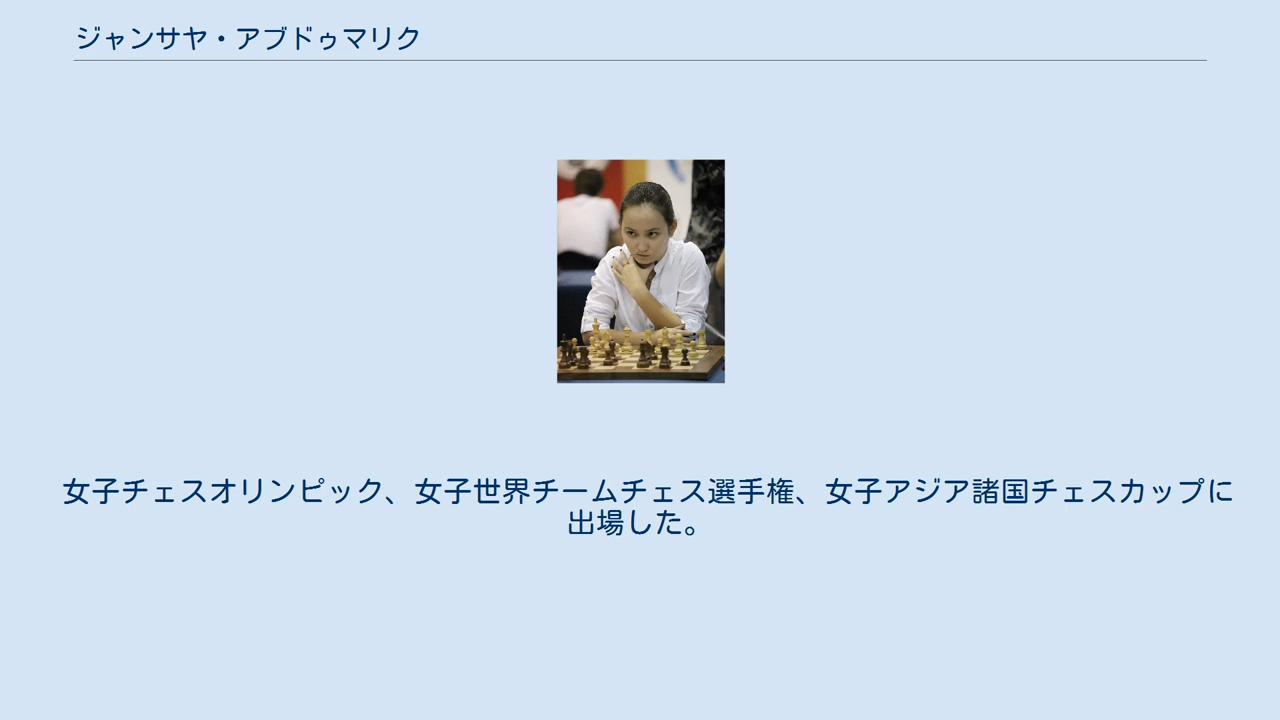 ジャンサヤ・アブドゥマリク
女子チェスオリンピック、女子世界チームチェス選手権、女子アジア諸国チェスカップに
出場した。